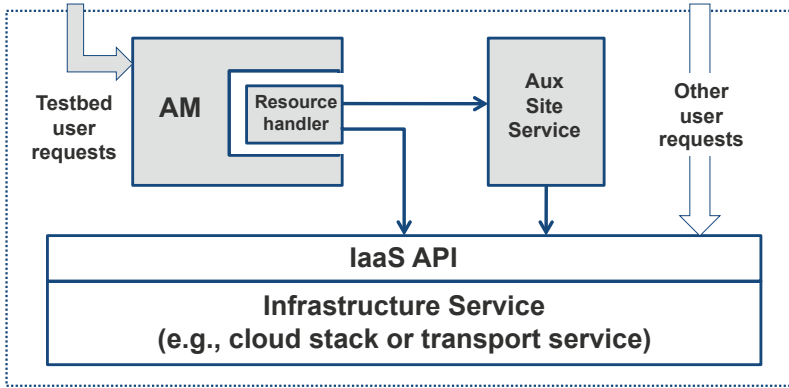 Testbed
user
requests
AM
Resource
handler
Aux
Site
Service
Other
user
requests
IaaS API
Infrastructure Service
(e.g., cloud stack or transport service)